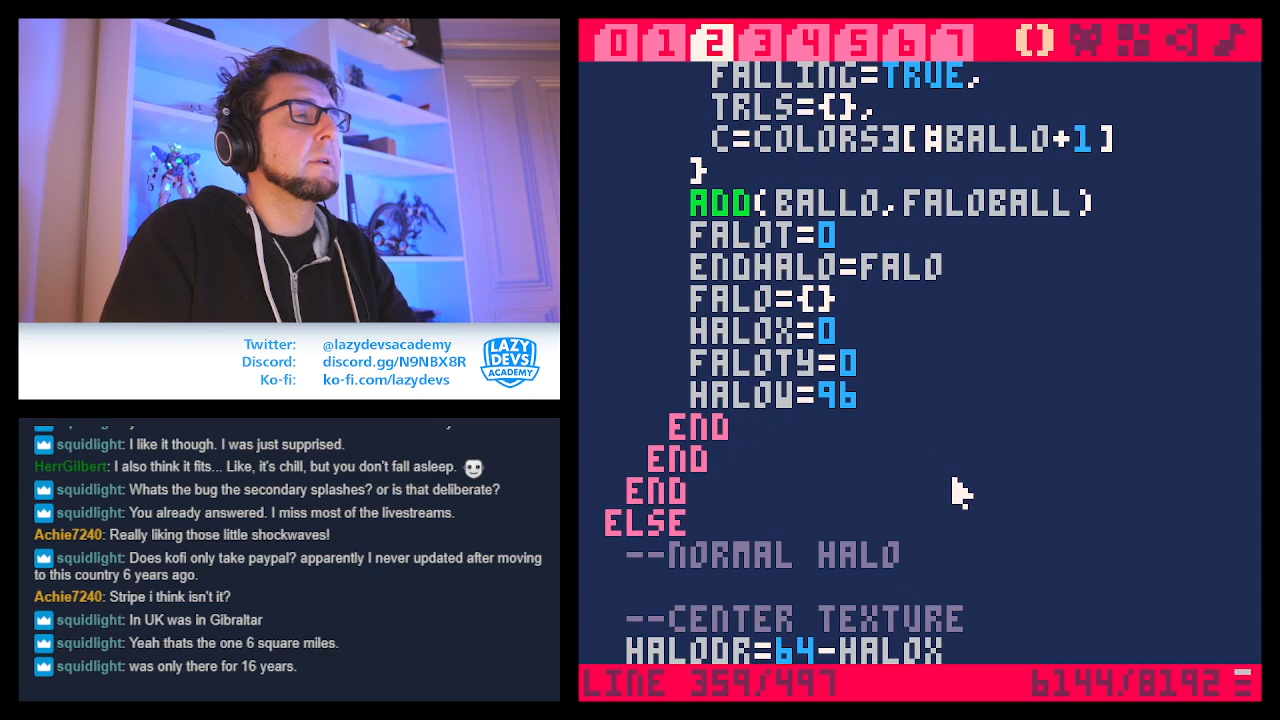 Twitter: @lazydevsacademy
Discord: discord.gg/N9NBX8R
Ko-fi: ko-fi.com/lazydevs
LAZY
DEVS
ACADEMY
squidlight: I like it though. I was just supprised.
HerrGilbert: I also think it fits... Like, it's chill, but you don't fall asleep.
squidlight: Whats the bug the secondary splashes? or is that deliberate?
squidlight: You already answered. I miss most of the livestreams.
Achie7240: Really liking those little shockwaves!
squidlight: Does kofi only take paypal? apparently I never updated after moving
to this country 6 years ago.
Achie7240: Stripe i think isn't it?
squidlight: In UK was in Gibraltar
squidlight: Yeah thats the one 6 square miles.
squidlight: was only there for 16 years.
0 1 2 3 4 5 6 7 ()
FALLING=TRUE,
TRLS={},
C=COLORS3[#BALLO+1]
}
ADD(BALLO,FALOBALL)
FALOT=0
ENDHALO=FALO
FALO={}
HALOX=0
FALOTY=0
HALOW=96
END
END
END
ELSE
--NORMAL HALO
--CENTER TEXTURE
HALODR=64-HALOX
LINE 359/497 6144/8192